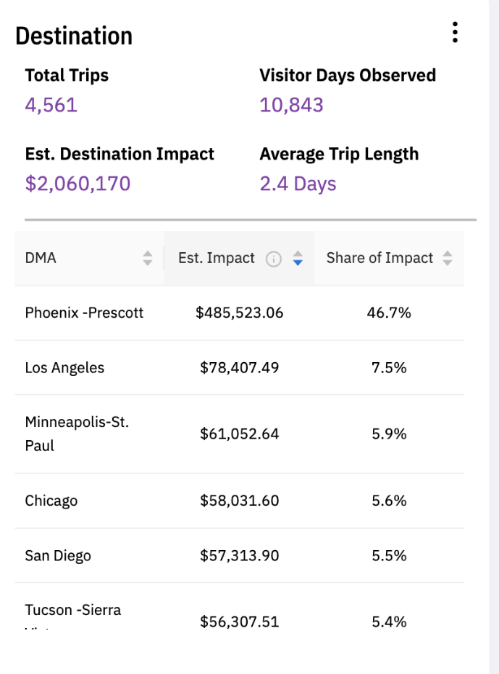 Destination
Total Trips Visitor Days Observed
4,561 10,843
Est. Destination Impact Average Trip Length
$2,060,170 2.4 Days
DMA Est. Impact Share of Impact
Phoenix -Prescott $485,523.06 46.7%
Los Angeles $78,407.49 7.5%
Minneapolis-St.
Paul $61,052.64 5.9%
Chicago $58,031.60 5.6%
San Diego $57,313.90 5.5%
Tucson -Sierra
$56,307.51 5.4%